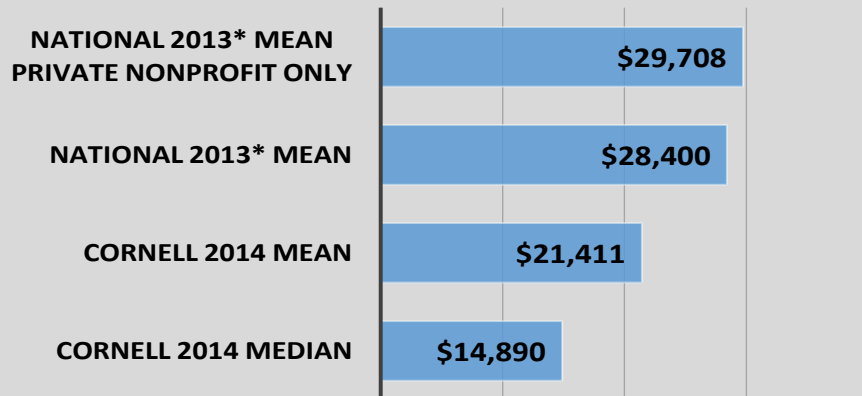 NATIONAL 2013* MEAN
PRIVATE NONPROFIT ONLY
$29,708
NATIONAL 2013* MEAN
$28,400
CORNELL 2014 MEAN
$21,411
CORNELL 2014 MEDIAN
$14,890